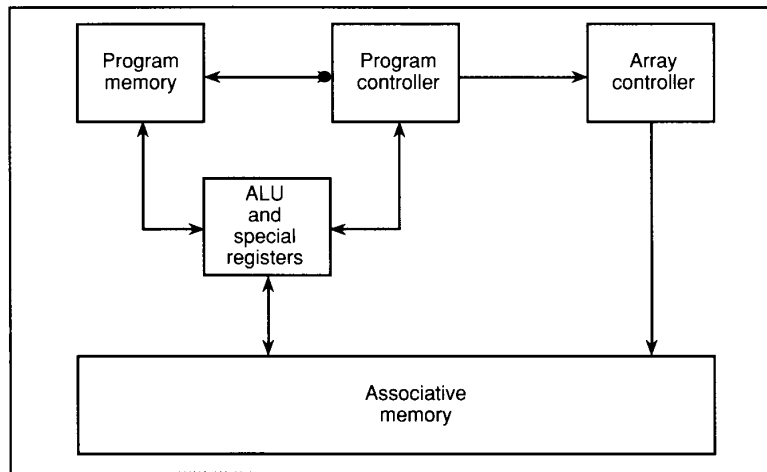 Program
memory
Program
controller
Array
controller
ALU
and
special
registers
Associative
memory